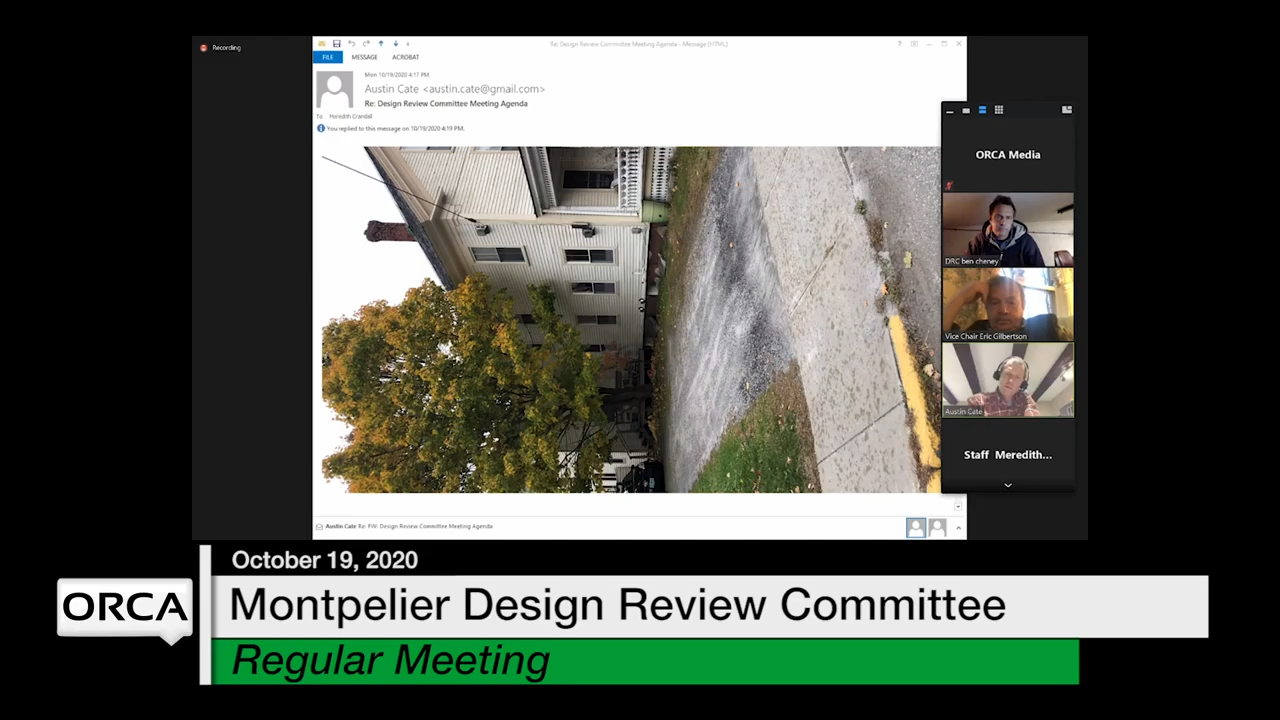 Recording
Re: Design Review Committee Meeting Agenda - Message (HTML)
FILE MESSAGE ACROBAT
Mon 10/19/2020 4:17 PM
Austin Cate <austin.cate@gmail.com>
Re: Design Review Committee Meeting Agenda
To Meredith Crandall
You replied to this message on 10/19/2020 4:19 PM.
ORCA Media
DRC ben cheney
Vice Chair Eric Gilbertson
Austin Cate
Staff Meredith...
Austin Cate Re: FW: Design Review Committee Meeting Agenda
October 19, 2020
ORCA
Montpelier Design Review Committee
Regular Meeting